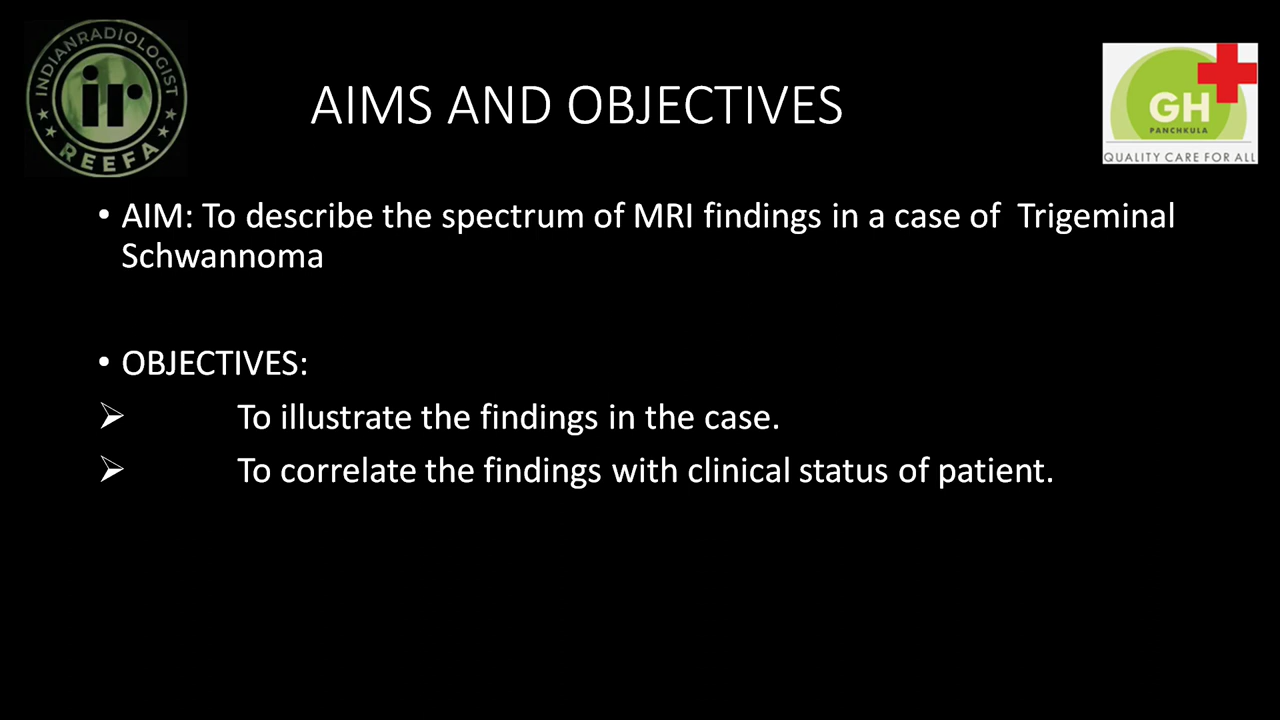 INDIANRADIOLOGIST
ir
REEFA
AIMS AND OBJECTIVES
GH
PANCHKULA
QUALITY CARE FOR ALL
• AIM: To describe the spectrum of MRI findings in a case of Trigeminal
Schwannoma
• OBJECTIVES:
➢ To illustrate the findings in the case.
➢ To correlate the findings with clinical status of patient.